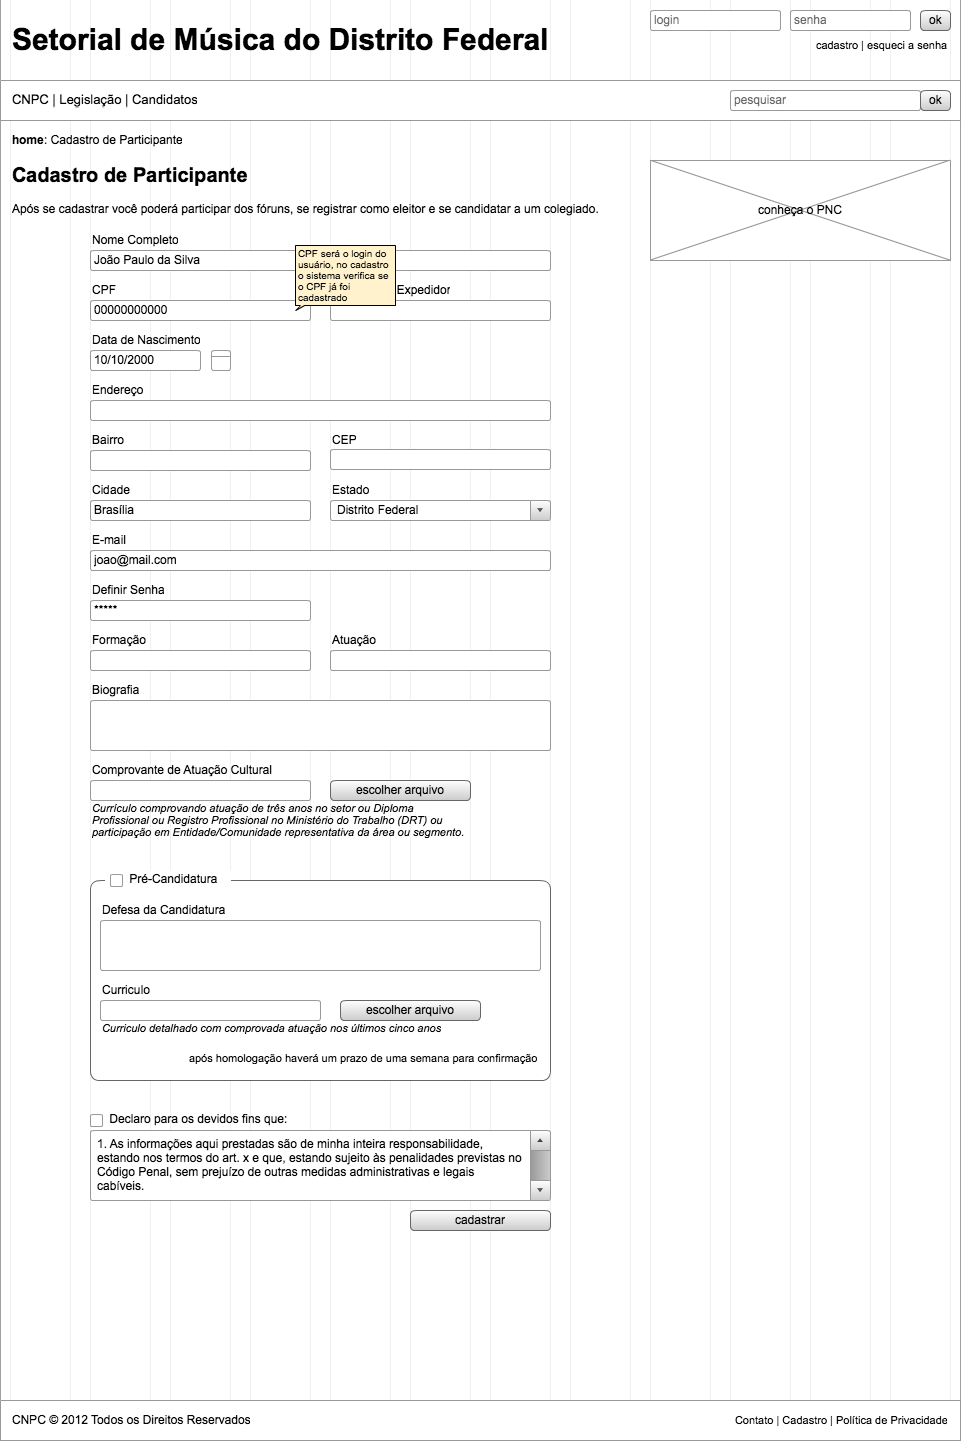 login
senha
ok
Setorial de Música do Distrito Federal
cadastro | esqueci a senha
CNPC | Legislação | Candidatos
pesquisar
ok
home: Cadastro de Participante
Cadastro de Participante
conheça o PNC
Após se cadastrar você poderá participar dos fóruns, se registrar como eleitor e se candidatar a um colegiado.
Nome Completo
João Paulo da Silva
CPF será o login do
usuário, no cadastro
o sistema verifica se
o CPF já foi
cadastrado
CPF
Expedidor
00000000000
Data de Nascimento
10/10/2000
Endereço
Bairro
CEP
Cidade
Estado
Brasília
Distrito Federal
E-mail
joao@mail.com
Definir Senha
*****
Formação
Atuação
Biografia
Comprovante de Atuação Cultural
escolher arquivo
Currículo comprovando atuação de três anos no setor ou Diploma
Profissional ou Registro Profissional no Ministério do Trabalho (DRT) ou
participação em Entidade/Comunidade representativa da área ou segmento.
Pré-Candidatura
Defesa da Candidatura
Curriculo
escolher arquivo
Curriculo detalhado com comprovada atuação nos últimos cinco anos
após homologação haverá um prazo de uma semana para confirmação
Declaro para os devidos fins que:
1. As informações aqui prestadas são de minha inteira responsabilidade,
estando nos termos do art. x e que, estando sujeito às penalidades previstas no
Código Penal, sem prejuízo de outras medidas administrativas e legais
cabíveis.
cadastrar
CNPC © 2012 Todos os Direitos Reservados
Contato | Cadastro | Política de Privacidade